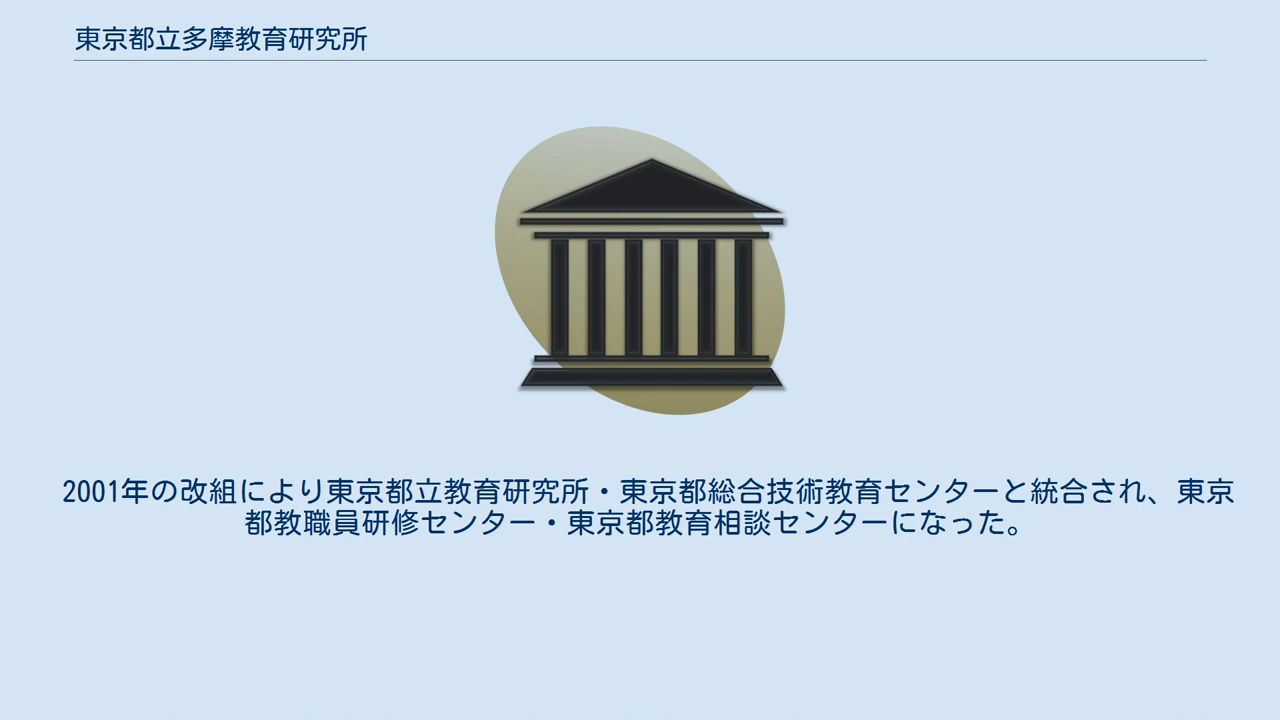 東京都立多摩教育研究所
2001年の改組により東京都立教育研究所・東京都総合技術教育センターと統合され、東京
都教職員研修センター・東京都教育相談センターになった。